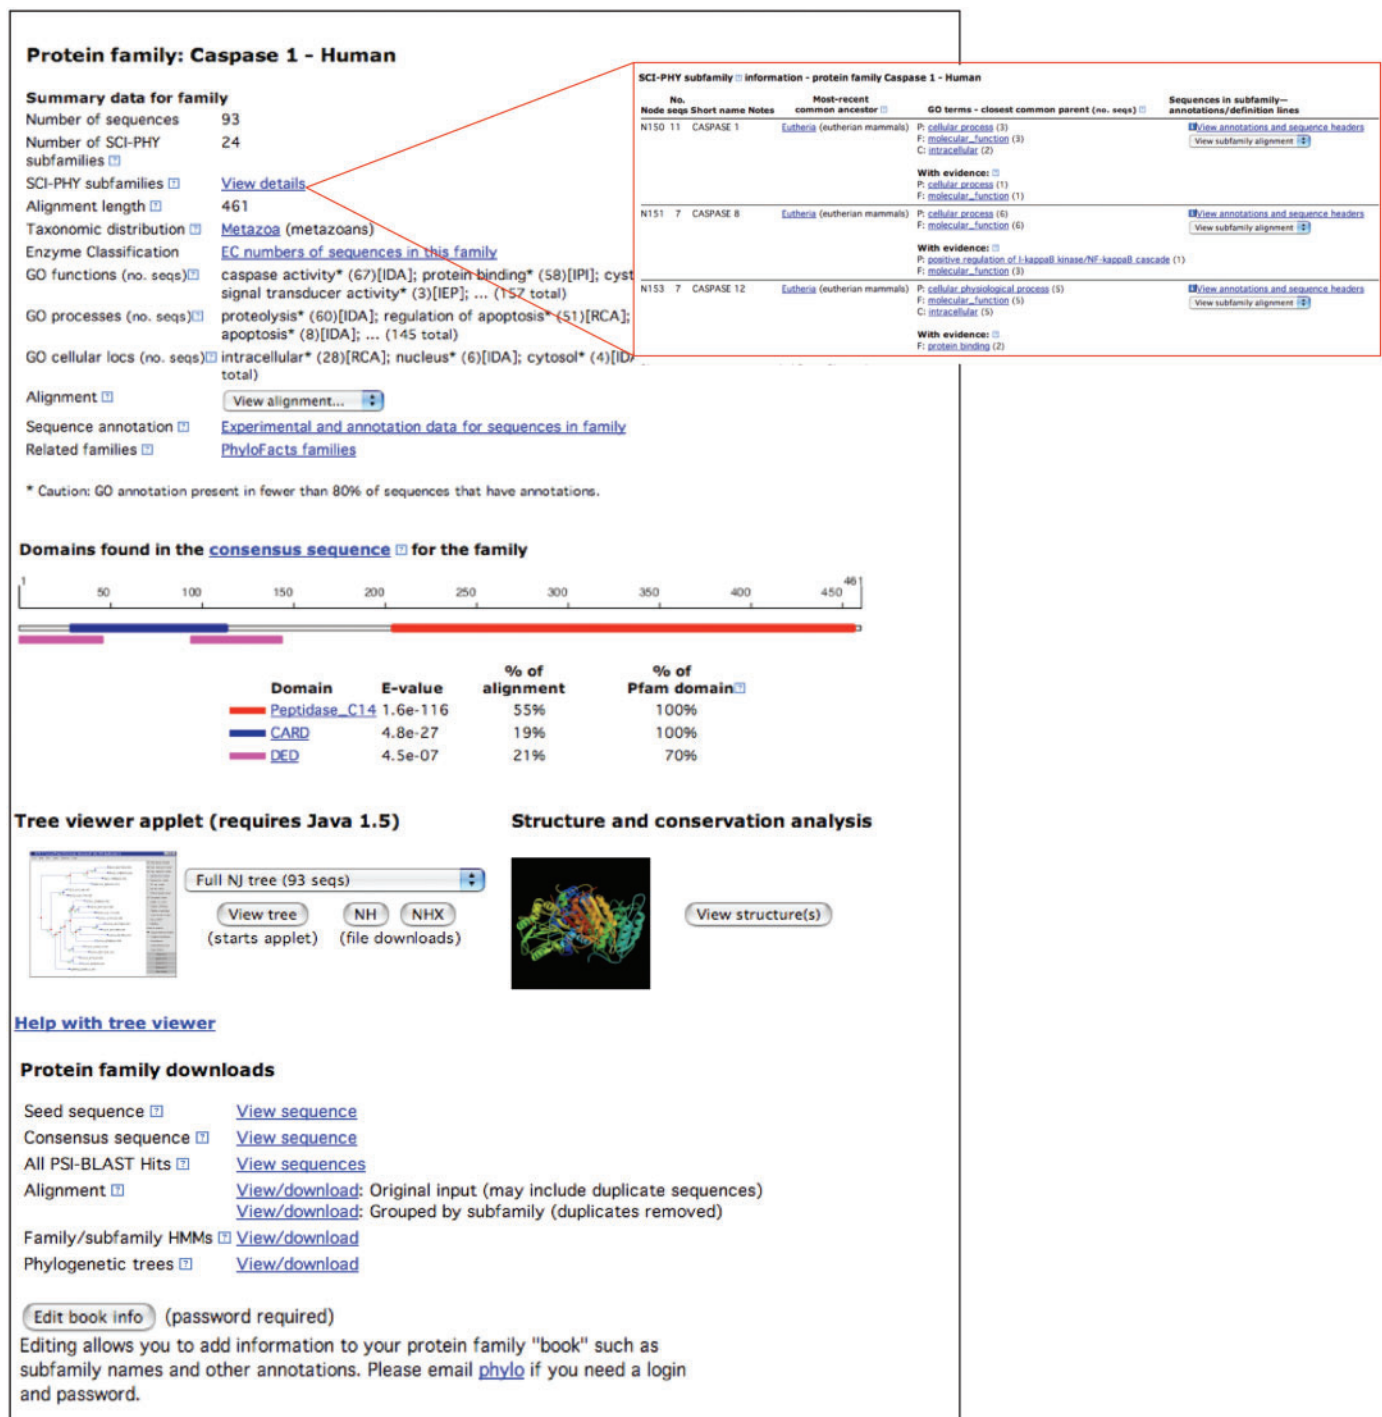 Protein family: Caspase 1 - Human
Summary data for family
Number of sequences 93
Number of SCI-PHY 24
subfamilies ?
SCI-PHY subfamilies ? View details
Alignment length ? 461
Taxonomic distribution ? Metazoa (metazoans)
Enzyme Classification EC numbers of sequences in this family
GO functions (no. seqs)? caspase activity* (67)[IDA]; protein binding* (58)[IPI]; cyst
signal transducer activity* (3)[IEP]; ... (157 total)
GO processes (no. seqs)? proteolysis* (60)[IDA]; regulation of apoptosis* (51)[RCA];
apoptosis* (8)[IDA]; ... (145 total)
GO cellular locs (no. seqs)? intracellular* (28)[RCA]; nucleus* (6)[IDA]; cytosol* (4)[IDA
total)
Alignment ? View alignment...
Sequence annotation ? Experimental and annotation data for sequences in family
Related families ? PhyloFacts families
* Caution: GO annotation present in fewer than 80% of sequences that have annotations.
SCI-PHY subfamily ? information - protein family Caspase 1 - Human
No. Most-recent Sequences in subfamily—
Node seqs Short name Notes common ancestor ? GO terms - closest common parent (no. seqs) ? annotations/definition lines
N150 11 CASPASE 1 Eutheria (eutherian mammals) P: cellular process (3) View annotations and sequence headers
F: molecular_function (3) View subfamily alignment
C: intracellular (2)
With evidence: ?
P: cellular process (1)
F: molecular_function (1)
N151 7 CASPASE 8 Eutheria (eutherian mammals) P: cellular process (6) View annotations and sequence headers
F: molecular_function (6) View subfamily alignment
With evidence: ?
P: positive regulation of I-kappaB kinase/NF-kappaB cascade (1)
F: molecular_function (3)
N153 7 CASPASE 12 Eutheria (eutherian mammals) P: cellular physiological process (5) View annotations and sequence headers
F: molecular_function (5) View subfamily alignment
C: intracellular (5)
With evidence: ?
F: protein binding (2)
Domains found in the consensus sequence ? for the family
1 50 100 150 200 250 300 350 400 450 461
% of % of
Domain E-value alignment Pfam domain?
Peptidase_C14 1.6e-116 55% 100%
CARD 4.8e-27 19% 100%
DED 4.5e-07 21% 70%
Tree viewer applet (requires Java 1.5) Structure and conservation analysis
Full NJ tree (93 seqs)
View tree NH NHX View structure(s)
(starts applet) (file downloads)
Help with tree viewer
Protein family downloads
Seed sequence ? View sequence
Consensus sequence ? View sequence
All PSI-BLAST Hits ? View sequences
Alignment ? View/download: Original input (may include duplicate sequences)
View/download: Grouped by subfamily (duplicates removed)
Family/subfamily HMMs ? View/download
Phylogenetic trees ? View/download
Edit book info (password required)
Editing allows you to add information to your protein family "book" such as
subfamily names and other annotations. Please email phylo if you need a login
and password.